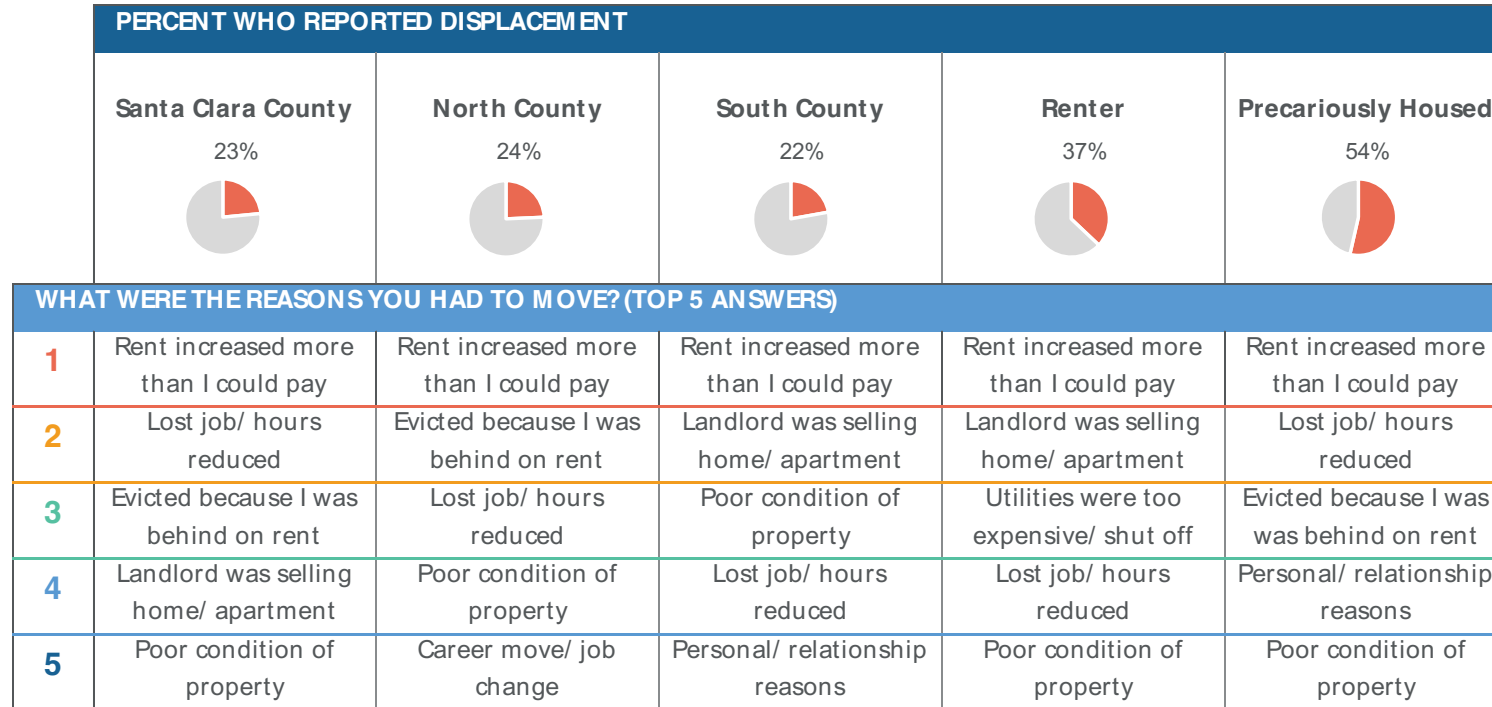 PERCENT WHO REPORTED DISPLACEMENT
Santa Clara County North County South County Renter Precariously Housed
23% 24% 22% 37% 54%
WHAT WERE THE REASONS YOU HAD TO MOVE? (TOP 5 ANSWERS)
1
Rent increased more
than I could pay
Rent increased more
than I could pay
Rent increased more
than I could pay
Rent increased more
than I could pay
Rent increased more
than I could pay
2
Lost job/ hours
reduced
Evicted because I was
behind on rent
Landlord was selling
home/ apartment
Landlord was selling
home/ apartment
Lost job/ hours
reduced
3
Evicted because I was
behind on rent
Lost job/ hours
reduced
Poor condition of
property
Utilities were too
expensive/ shut off
Evicted because I was
was behind on rent
4
Landlord was selling
home/ apartment
Poor condition of
property
Lost job/ hours
reduced
Lost job/ hours
reduced
Personal/ relationship
reasons
5
Poor condition of
property
Career move/ job
change
Personal/ relationship
reasons
Poor condition of
property
Poor condition of
property